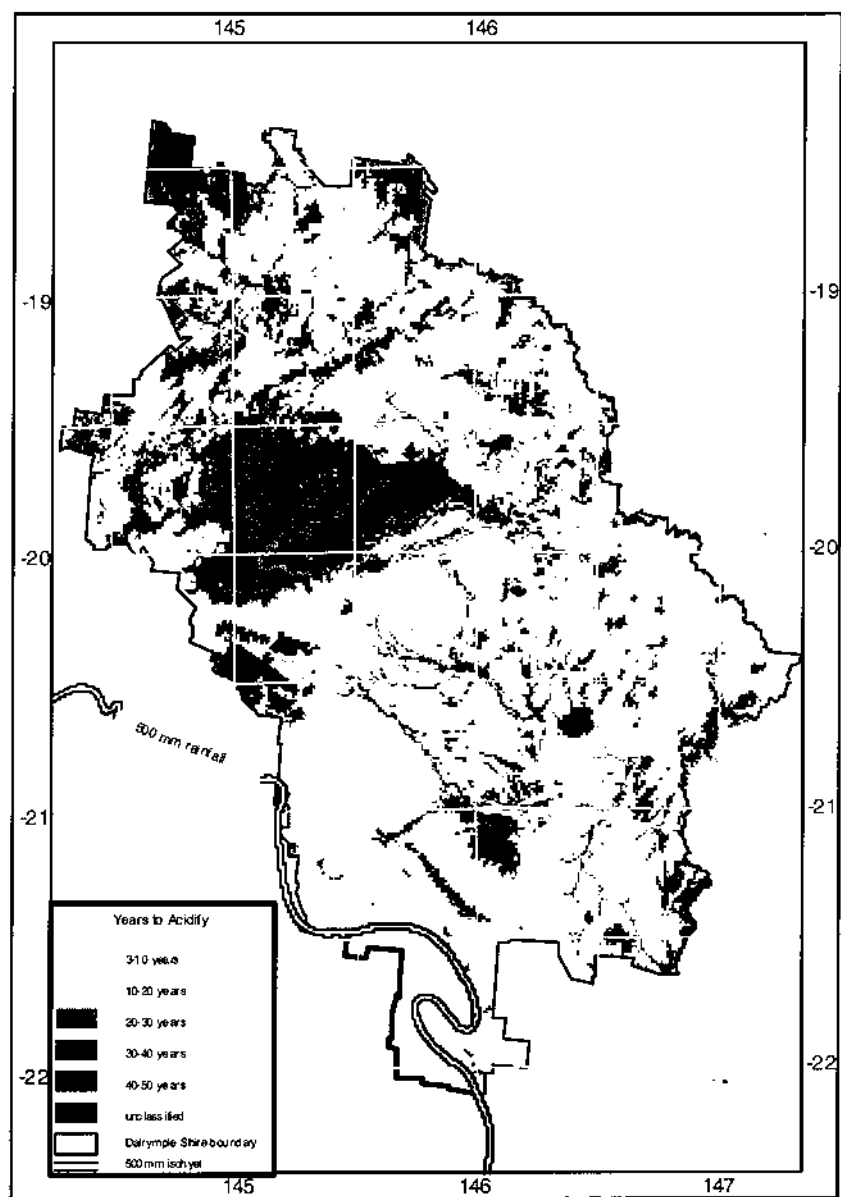 145 146
-19 -19
-20 -20
500 mm rainfall
-21 -21
Years to Acidify
3-10 years
10-20 years
20-30 years
30-40 years
40-50 years
unclassified
Dalrymple Shire boundary
500 mm isohyet
-22 -22
145 146 147